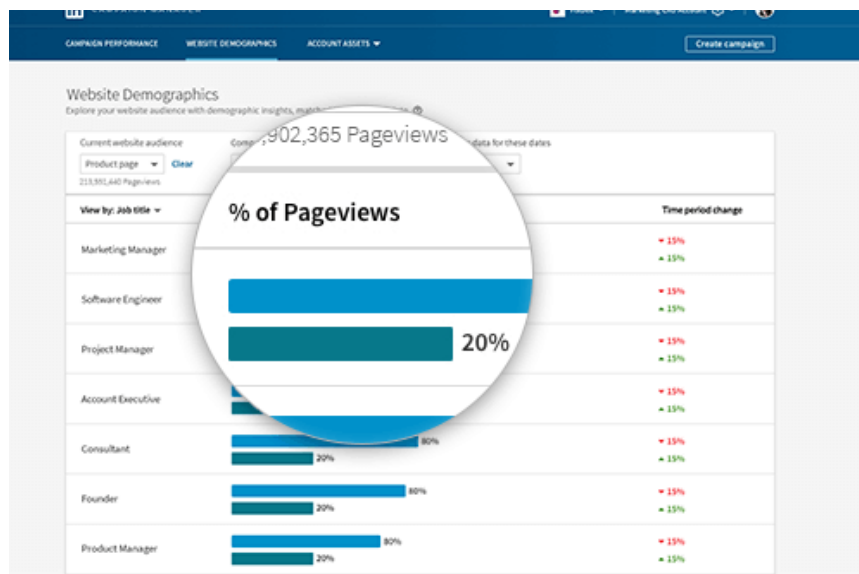 CAMPAIGN PERFORMANCE WEBSITE DEMOGRAPHICS ACCOUNT ASSETS Create campaign
Website Demographics
Explore your website audience with demographic insights,
Current website audience data for these dates
Product page Clear
Pageviews
,902,365 Pageviews
View by: Job title Time period change
% of Pageviews
Marketing Manager 15%
15%
Software Engineer 15%
20% 15%
Project Manager 15%
15%
Account Executive 15%
15%
Consultant 80% 15%
20% 15%
Founder 80% 15%
20% 15%
Product Manager 80% 15%
20% 15%